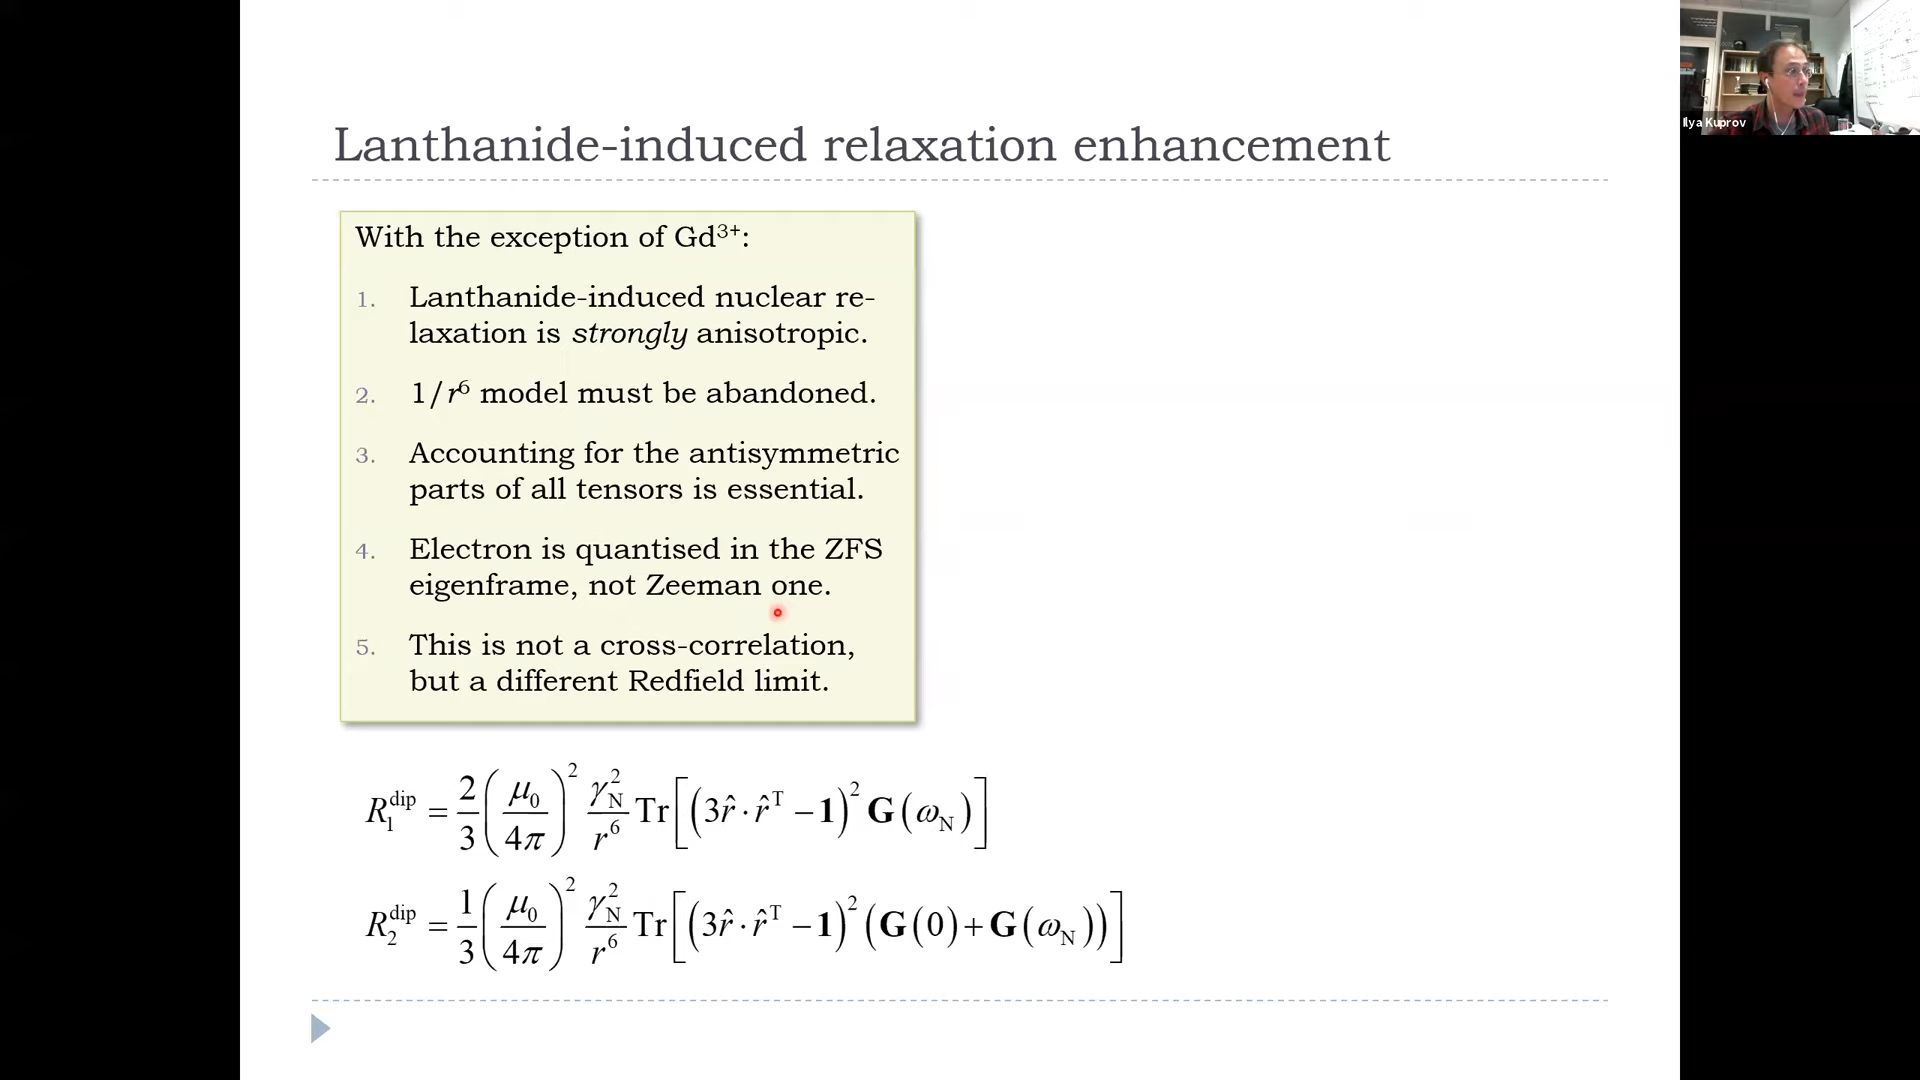 Ilya Kuprov
Lanthanide-induced relaxation enhancement
With the exception of Gd³⁺:
1. Lanthanide-induced nuclear re-
laxation is strongly anisotropic.
2. 1/r⁶ model must be abandoned.
3. Accounting for the antisymmetric
parts of all tensors is essential.
4. Electron is quantised in the ZFS
eigenframe, not Zeeman one.
5. This is not a cross-correlation,
but a different Redfield limit.
R₁^dip = 2/3 (μ₀/4π)² γ_N²/r⁶ Tr[(3r̂·r̂^T − 1)² G(ω_N)]
R₂^dip = 1/3 (μ₀/4π)² γ_N²/r⁶ Tr[(3r̂·r̂^T − 1)² (G(0) + G(ω_N))]